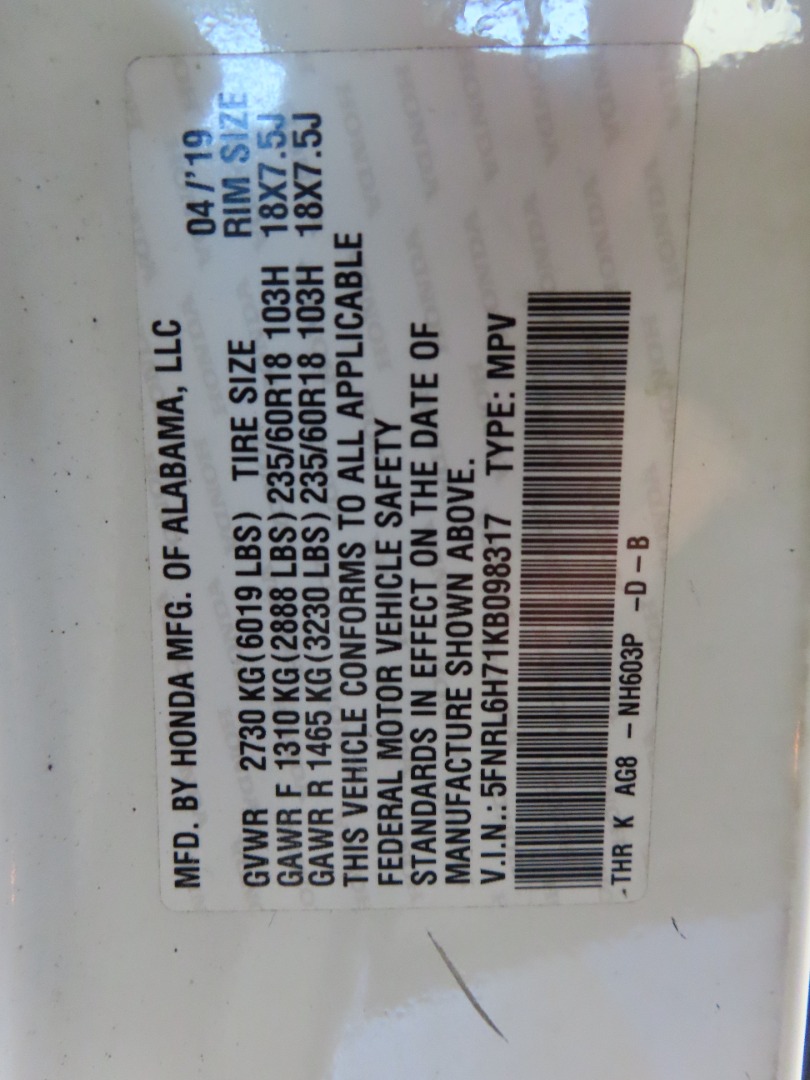 MFD. BY HONDA MFG. OF ALABAMA, LLC 04/'19
GVWR 2730 KG(6019 LBS) TIRE SIZE RIM SIZE
GAWR F 1310 KG(2888 LBS)235/60R18 103H 18X7.5J
GAWR R 1465 KG(3230 LBS)235/60R18 103H 18X7.5J
THIS VEHICLE CONFORMS TO ALL APPLICABLE
FEDERAL MOTOR VEHICLE SAFETY
STANDARDS IN EFFECT ON THE DATE OF
MANUFACTURE SHOWN ABOVE.
V.I.N.:5FNRL6H71KB098317 TYPE: MPV
-THR K AG8 -NH603P -D-B